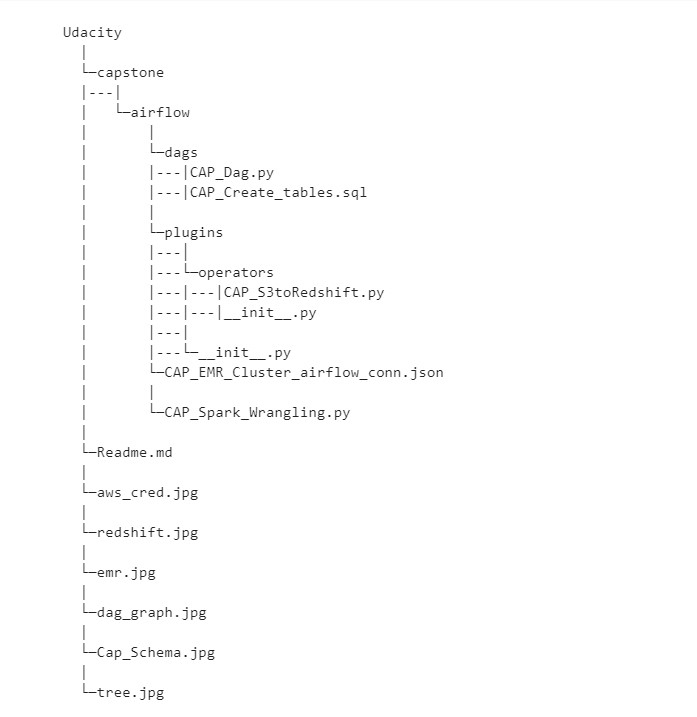 Udacity
capstone
airflow
dags
CAP_Dag.py
CAP_Create_tables.sql
plugins
operators
CAP_S3toRedshift.py
__init__.py
__init__.py
CAP_EMR_Cluster_airflow_conn.json
CAP_Spark_Wrangling.py
Readme.md
aws_cred.jpg
redshift.jpg
emr.jpg
dag_graph.jpg
Cap_Schema.jpg
tree.jpg